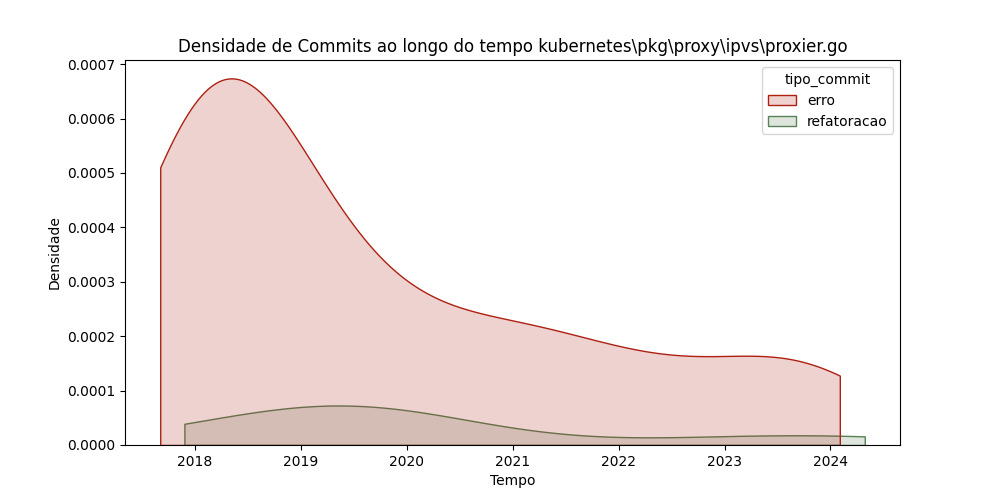 Densidade de Commits ao longo do tempo kubernetes\pkg\proxy\ipvs\proxier.go
tipo_commit
erro
refatoracao
Densidade
0.0007
0.0006
0.0005
0.0004
0.0003
0.0002
0.0001
0.0000
2018 2019 2020 2021 2022 2023 2024
Tempo